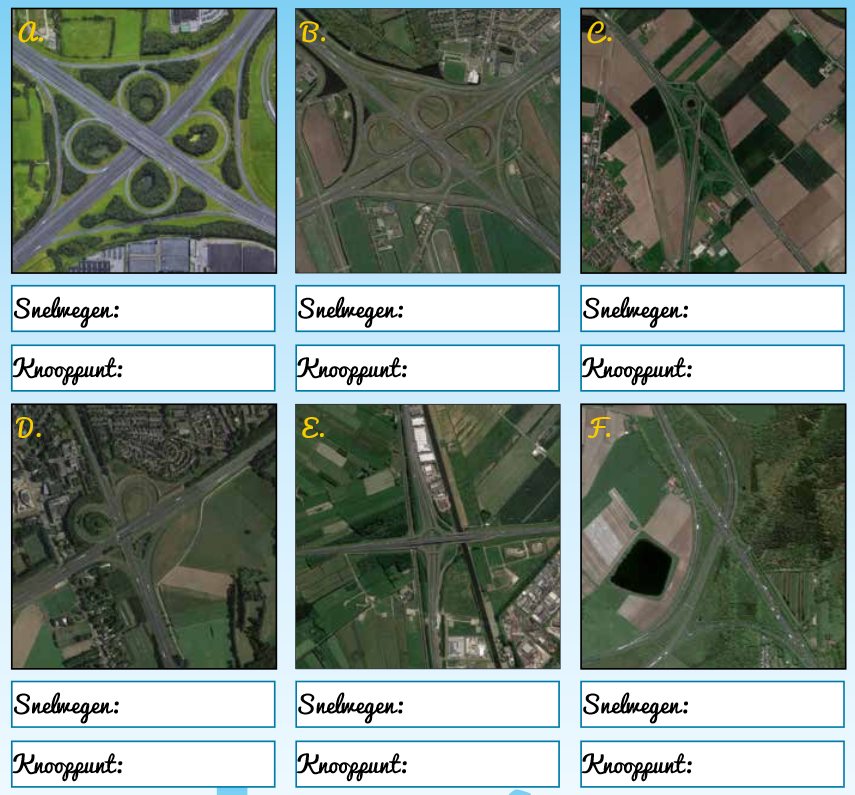 A.
B.
C.
Snelwegen:
Snelwegen:
Snelwegen:
Knooppunt:
Knooppunt:
Knooppunt:
D.
E.
F.
Snelwegen:
Snelwegen:
Snelwegen:
Knooppunt:
Knooppunt:
Knooppunt: